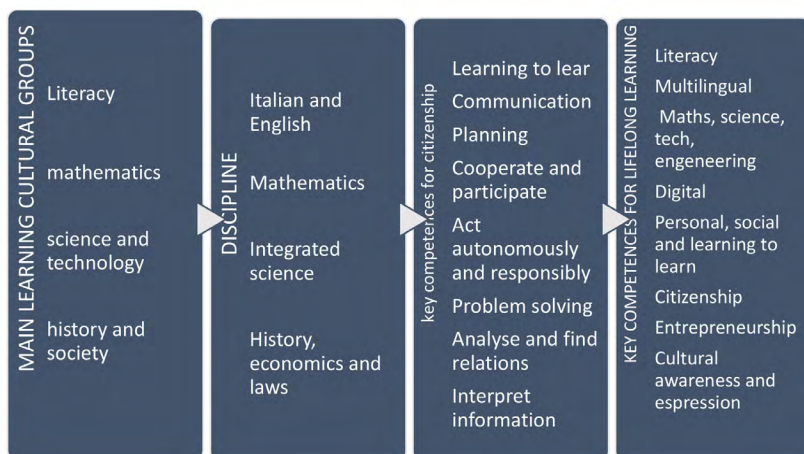 MAIN LEARNING CULTURAL GROUPS
Literacy
mathematics
science and
technology
history and
society
DISCIPLINE
Italian and
English
Mathematics
Integrated
science
History,
economics and
laws
key competences for citizenship
Learning to lear
Communication
Planning
Cooperate and
participate
Act
autonomously
and responsibly
Problem solving
Analyse and find
relations
Interpret
information
KEY COMPETENCES FOR LIFELONG LEARNING
Literacy
Multilingual
Maths, science,
tech,
engeneering
Digital
Personal, social
and learning to
learn
Citizenship
Entrepreneurship
Cultural
awareness and
espression